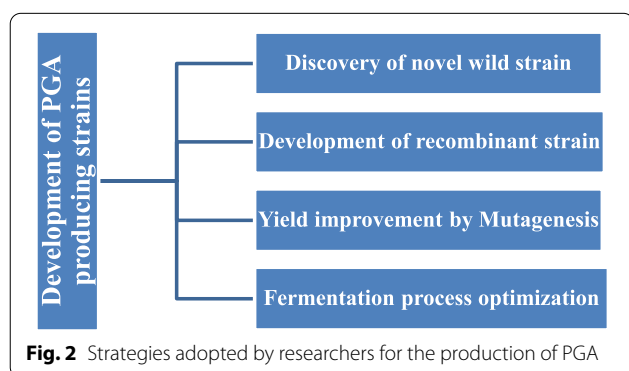 Development of PGA
producing strains
Discovery of novel wild strain
Development of recombinant strain
Yield improvement by Mutagenesis
Fermentation process optimization
Fig. 2 Strategies adopted by researchers for the production of PGA